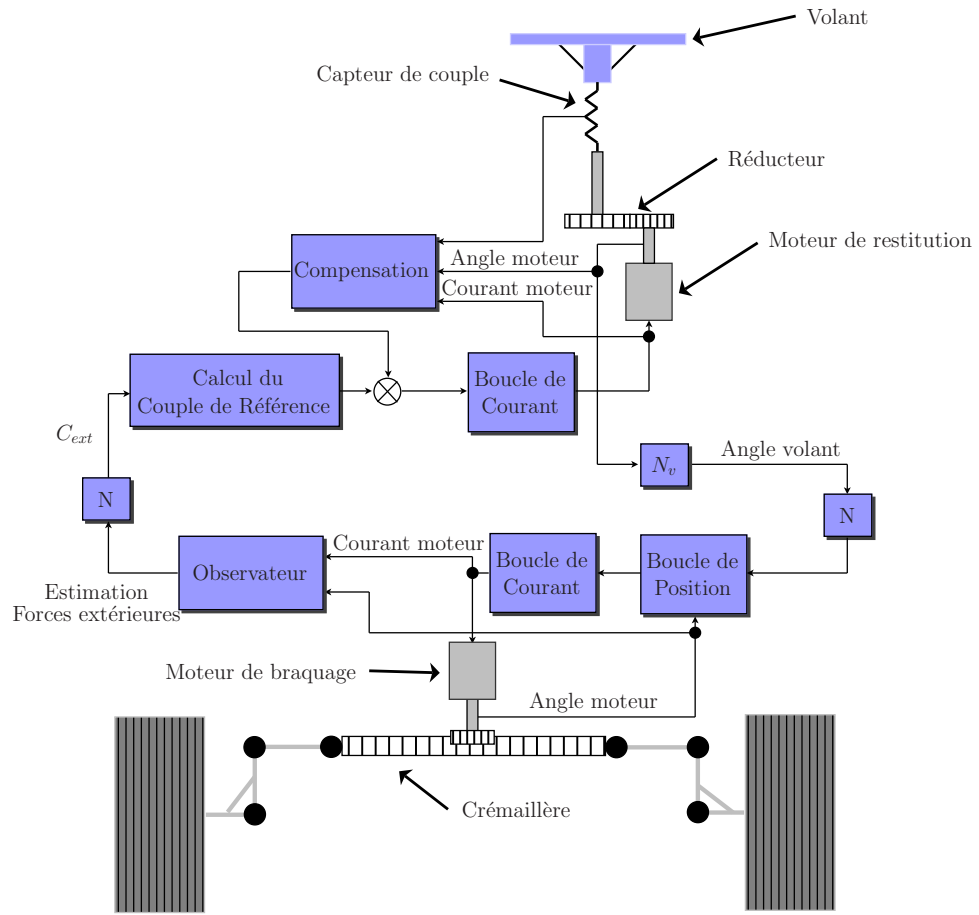 Volant
Capteur de couple
Réducteur
Moteur de restitution
Compensation
Angle moteur
Courant moteur
Calcul du
Couple de Référence
Boucle de
Courant
C_ext
N_v
Angle volant
N
N
Courant moteur
Boucle de
Courant
Boucle de
Position
Observateur
Estimation
Forces extérieures
Moteur de braquage
Angle moteur
Crémaillère